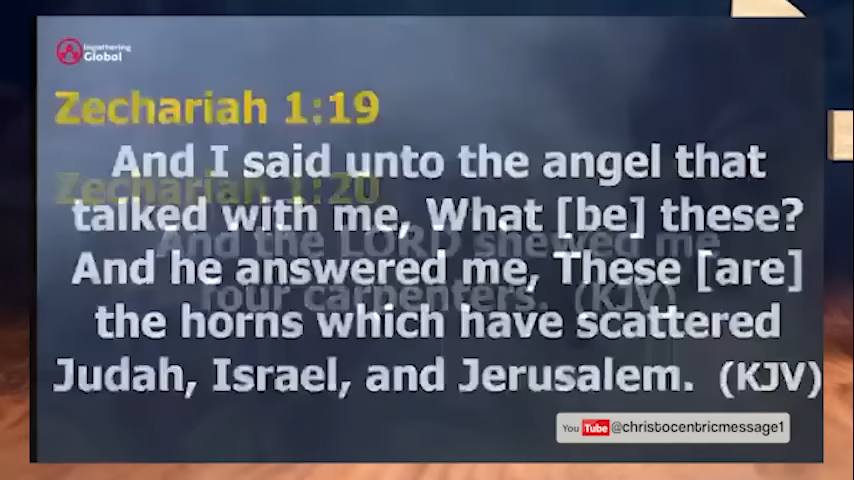 Ingathering
Global
Zechariah 1:19
And I said unto the angel that
talked with me, What [be] these?
And he answered me, These [are]
the horns which have scattered
Judah, Israel, and Jerusalem. (KJV)
Zechariah 1:20
And the LORD shewed me
four carpenters. (KJV)
You Tube @christocentricmessage1